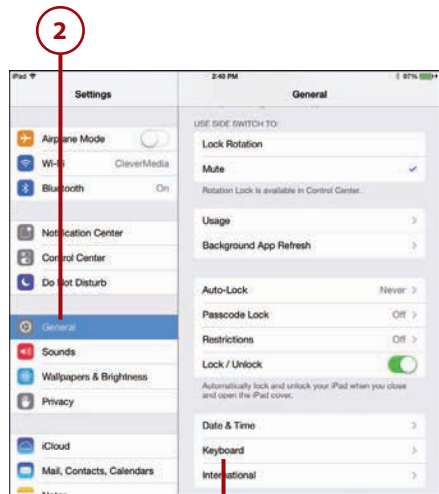 2
iPad
2:40 PM
97%
Settings
General
Airplane Mode
Wi-Fi
CleverMedia
Bluetooth
On
Notification Center
Control Center
Do Not Disturb
General
Sounds
Wallpapers & Brightness
Privacy
iCloud
Mail, Contacts, Calendars
Notes
USE SIDE SWITCH TO:
Lock Rotation
Mute
Rotation Lock is available in Control Center.
Usage
Background App Refresh
Auto-Lock
Never
Passcode Lock
Off
Restrictions
Off
Lock / Unlock
Automatically lock and unlock your iPad when you close
and open the iPad cover.
Date & Time
Keyboard
International